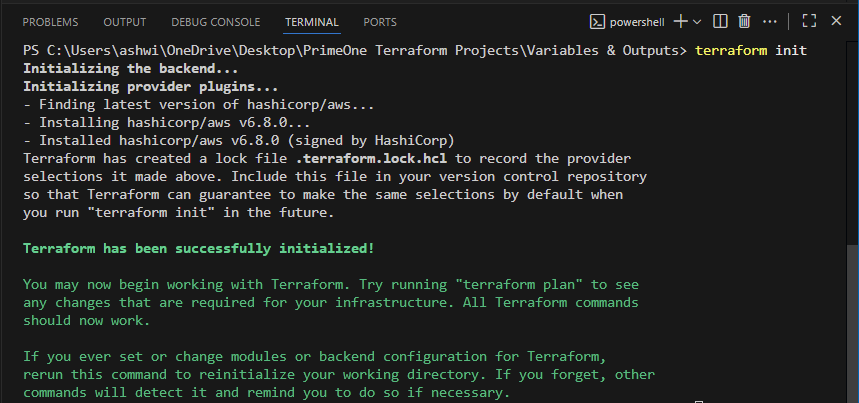 PROBLEMS OUTPUT DEBUG CONSOLE TERMINAL PORTS powershell
PS C:\Users\ashwi\OneDrive\Desktop\PrimeOne Terraform Projects\Variables & Outputs> terraform init
Initializing the backend...
Initializing provider plugins...
- Finding latest version of hashicorp/aws...
- Installing hashicorp/aws v6.8.0...
- Installed hashicorp/aws v6.8.0 (signed by HashiCorp)
Terraform has created a lock file .terraform.lock.hcl to record the provider
selections it made above. Include this file in your version control repository
so that Terraform can guarantee to make the same selections by default when
you run "terraform init" in the future.
Terraform has been successfully initialized!
You may now begin working with Terraform. Try running "terraform plan" to see
any changes that are required for your infrastructure. All Terraform commands
should now work.
If you ever set or change modules or backend configuration for Terraform,
rerun this command to reinitialize your working directory. If you forget, other
commands will detect it and remind you to do so if necessary.